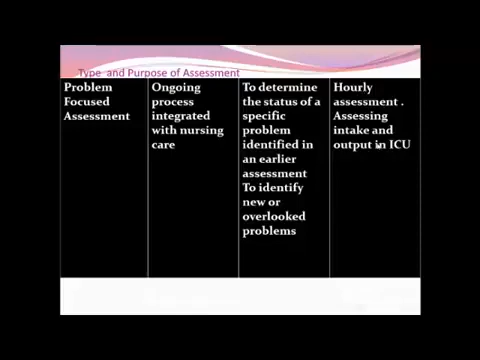 Type and Purpose of Assessment
Problem
Focused
Assessment
Ongoing
process
integrated
with nursing
care
To determine
the status of a
specific
problem
identified in
an earlier
assessment
To identify
new or
overlooked
problems
Hourly
assessment .
Assessing
intake and
output in ICU